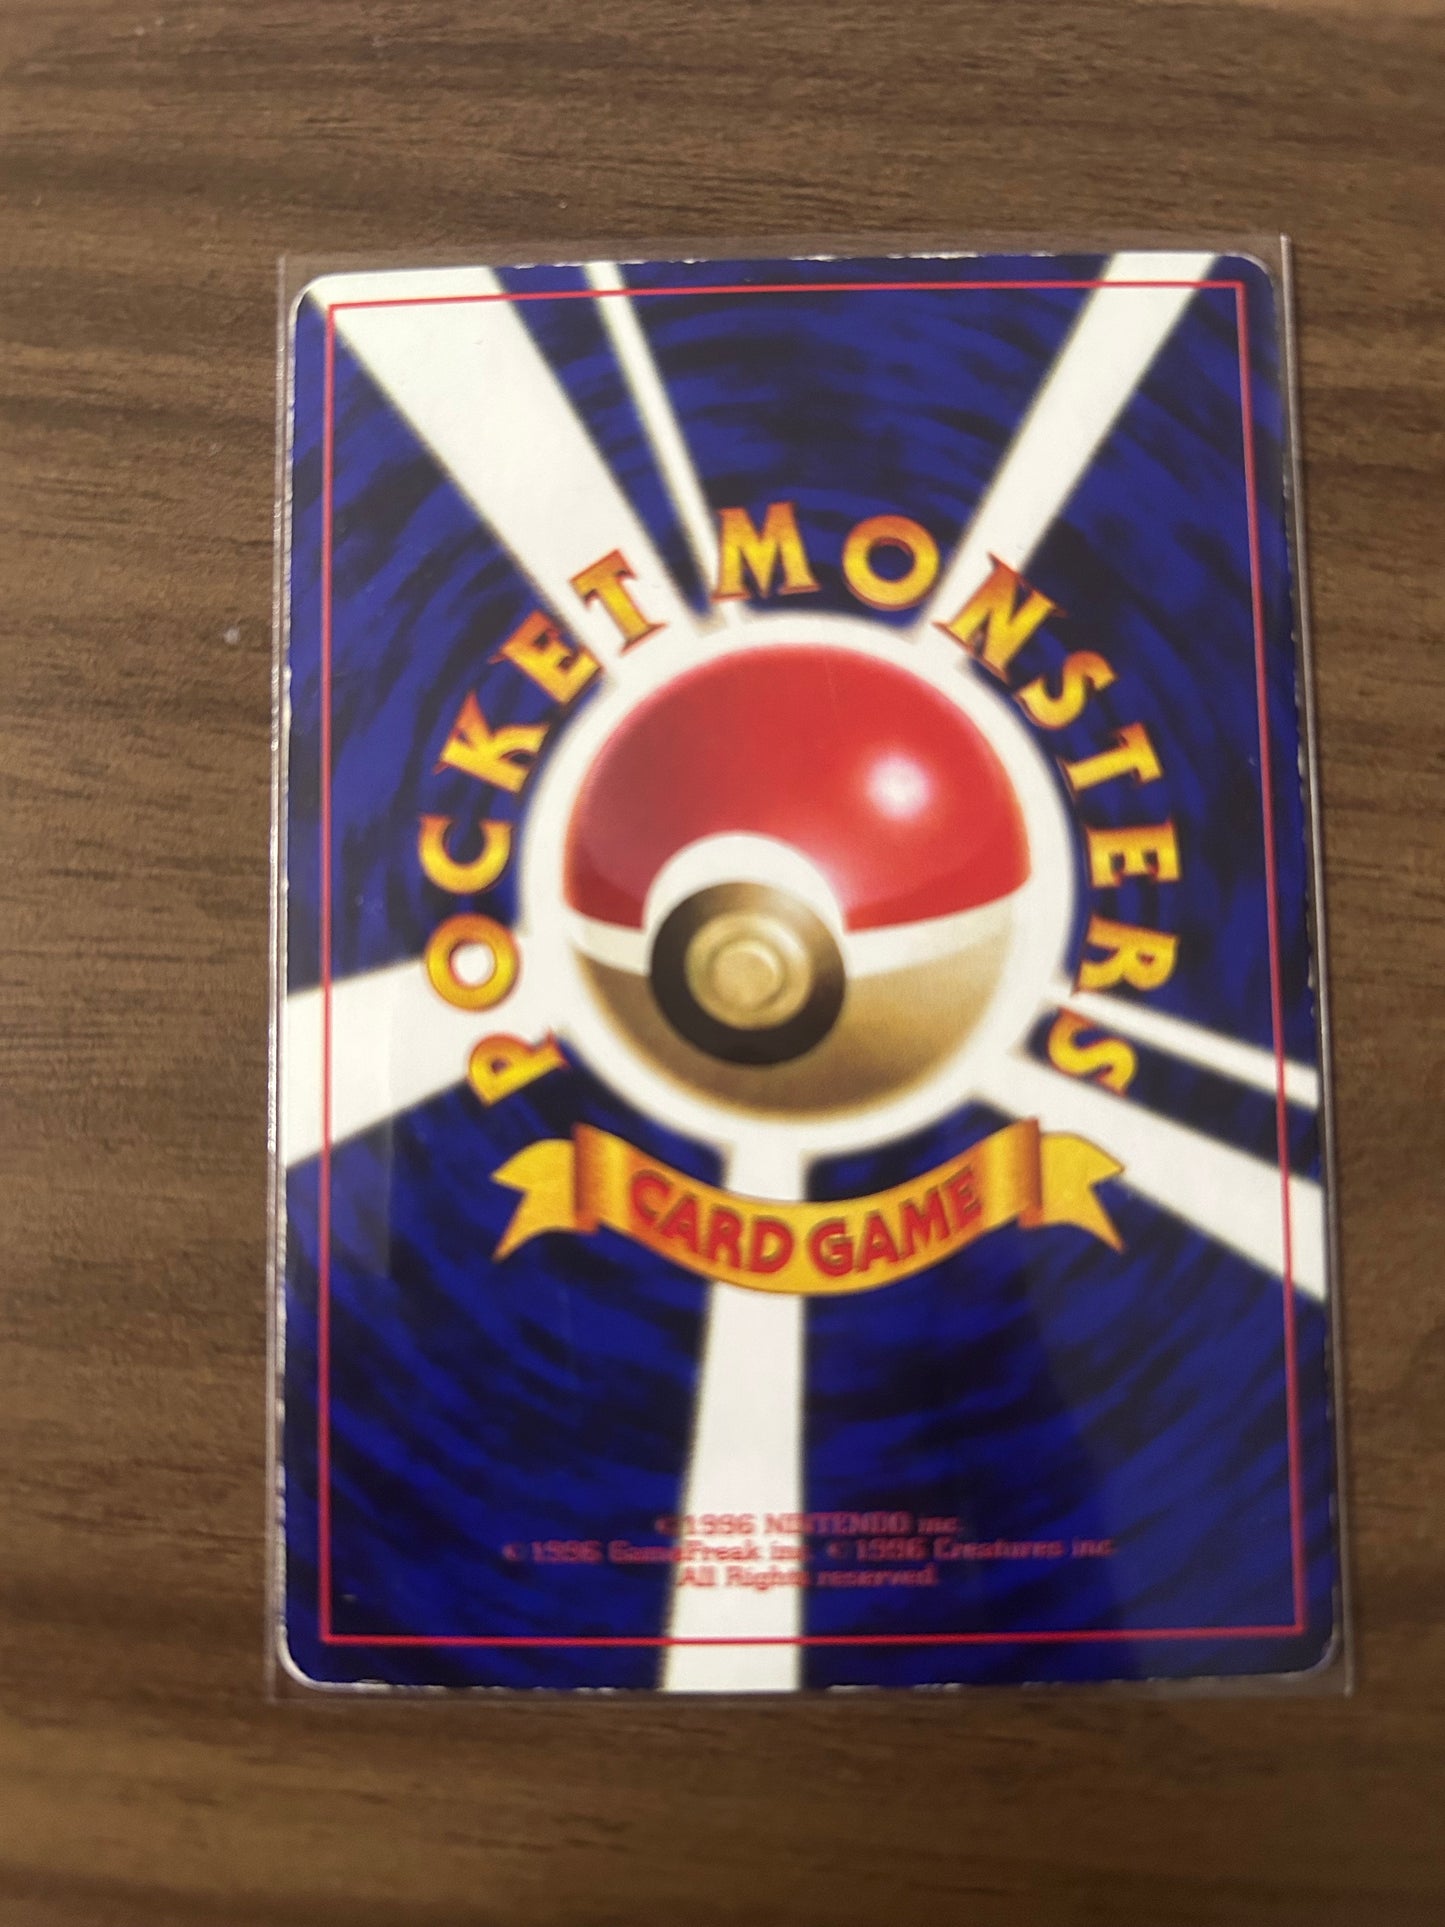 POCKET MONSTERS
CARD GAME
©1996 NINTENDO inc.
©1996 GameFreak inc. ©1996 Creatures inc.
All Rights reserved.